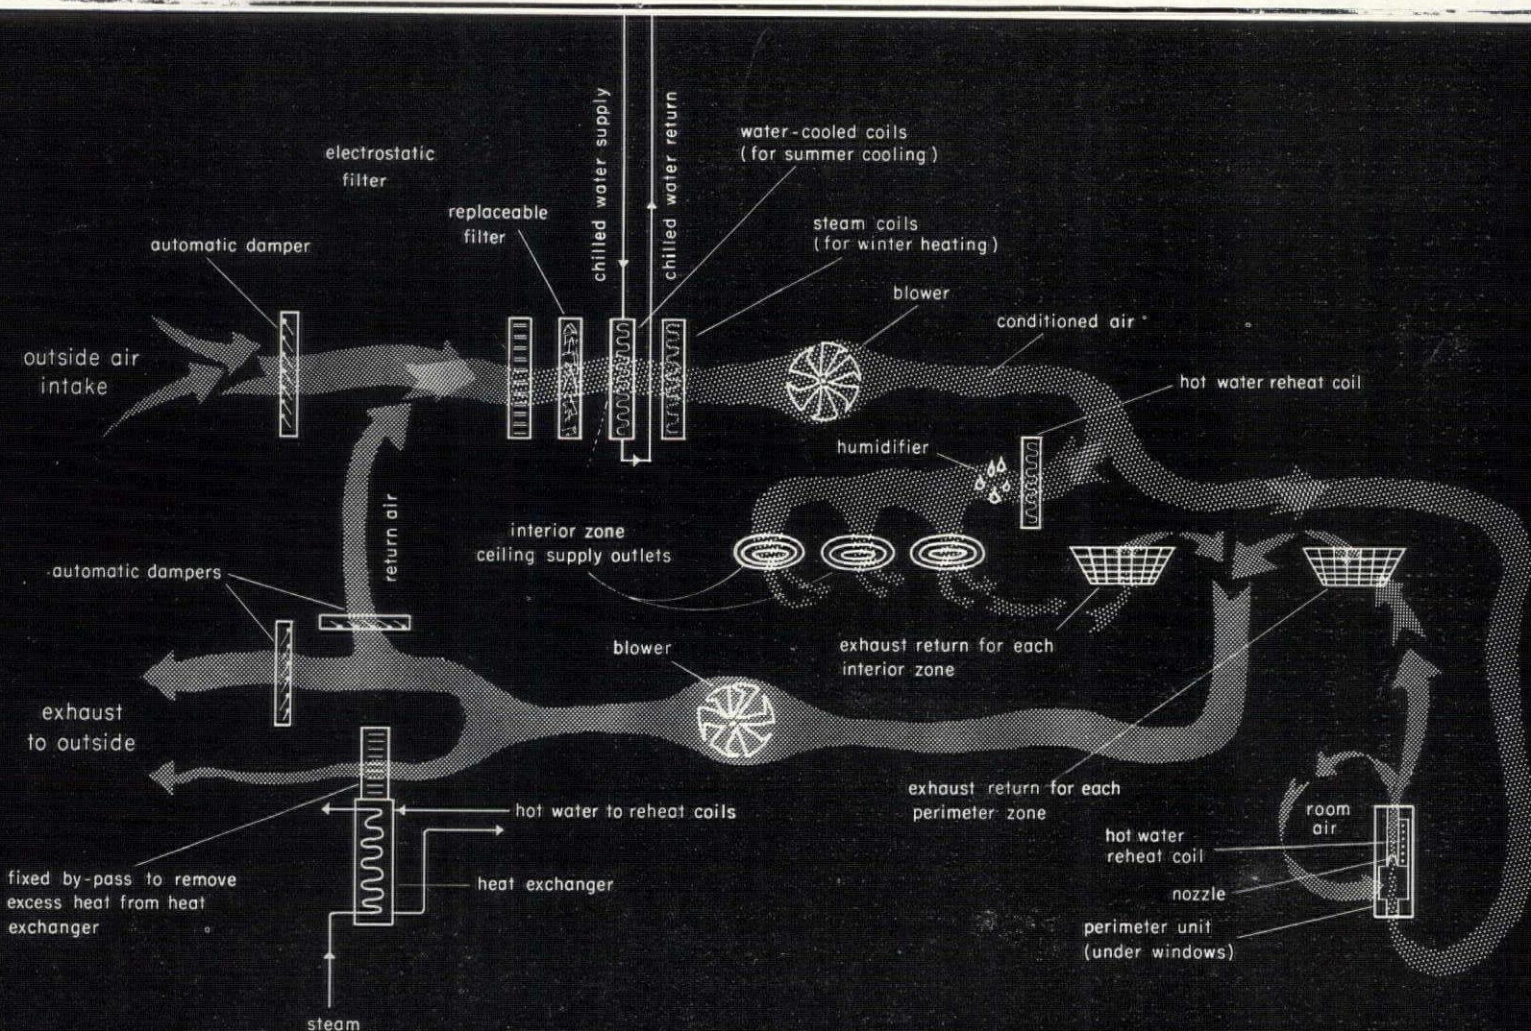 chilled water supply
chilled water return
water-cooled coils
(for summer cooling)
electrostatic
filter
replaceable
filter
steam coils
(for winter heating)
automatic damper
blower
conditioned air
outside air
intake
hot water reheat coil
humidifier
return air
interior zone
ceiling supply outlets
automatic dampers
blower
exhaust return for each
interior zone
exhaust
to outside
exhaust return for each
perimeter zone
hot water to reheat coils
room
air
hot water
reheat coil
fixed by-pass to remove
excess heat from heat
exchanger
heat exchanger
nozzle
perimeter unit
(under windows)
steam